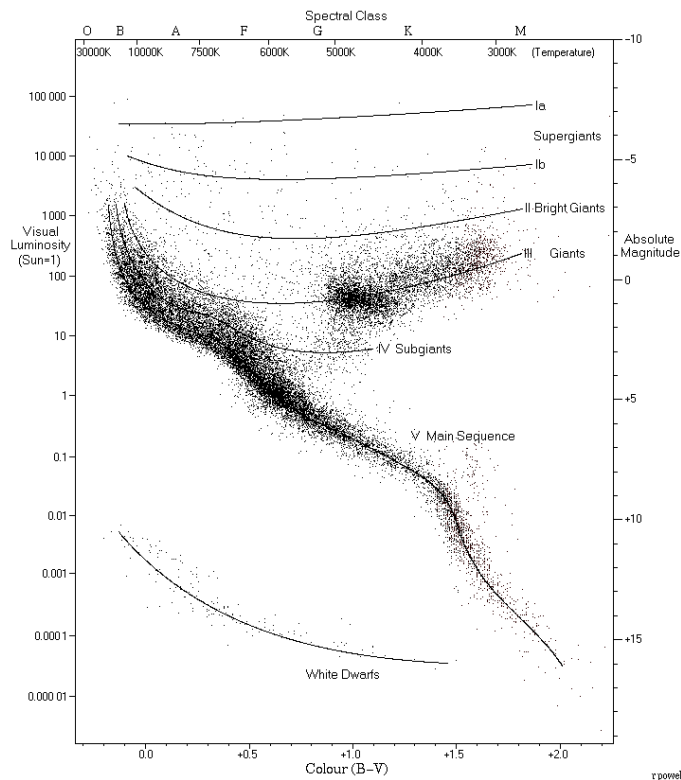 Spectral Class
O B A F G K M
30000K 10000K 7500K 6000K 5000K 4000K 3000K (Temperature)
-10
100 000
Ia
Supergiants
10 000
Ib
-5
1000
II Bright Giants
Visual
Luminosity
(Sun=1)
Absolute
Magnitude
III Giants
100
0
10
IV Subgiants
1
+5
V Main Sequence
0.1
0.01
+10
0.001
0.0001
+15
White Dwarfs
0.000 01
0.0 +0.5 +1.0 +1.5 +2.0
Colour (B-V)
r powel